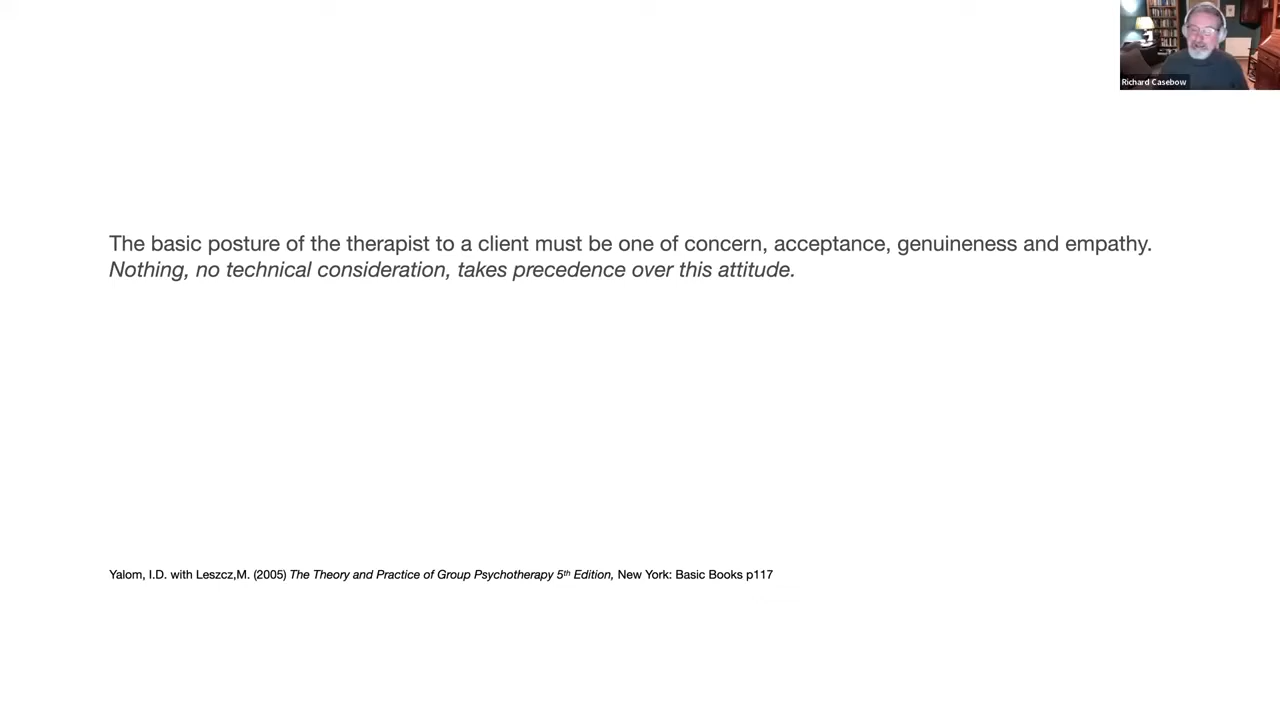 Richard Casebow
The basic posture of the therapist to a client must be one of concern, acceptance, genuineness and empathy.
Nothing, no technical consideration, takes precedence over this attitude.
Yalom, I.D. with Leszcz,M. (2005) The Theory and Practice of Group Psychotherapy 5th Edition, New York: Basic Books p117